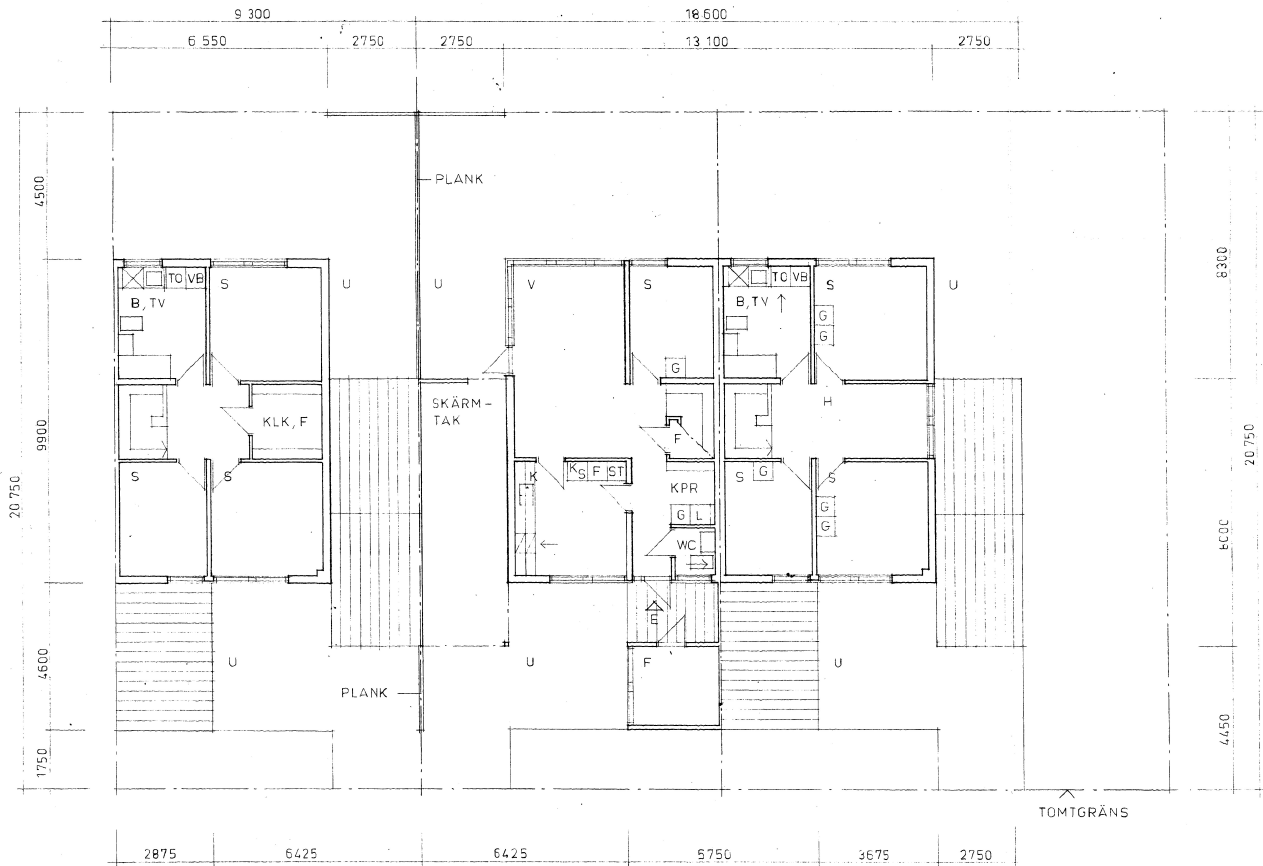 9 300
18 600
6 550
2750
2750
13 100
2750
4500
9900
20 750
4600
1750
PLANK
TO VB
B, TV
S
U
U
V
S
TO VB
B, TV
S
G
G
U
G
SKÄRM-
TAK
KLK, F
F
H
S
S
K
KS F ST
KPR
G L
WC
S
G
S
G
G
E
U
U
F
U
PLANK
8300
20 750
8000
4450
TOMTGRÄNS
2875
6425
6425
5750
3675
2750